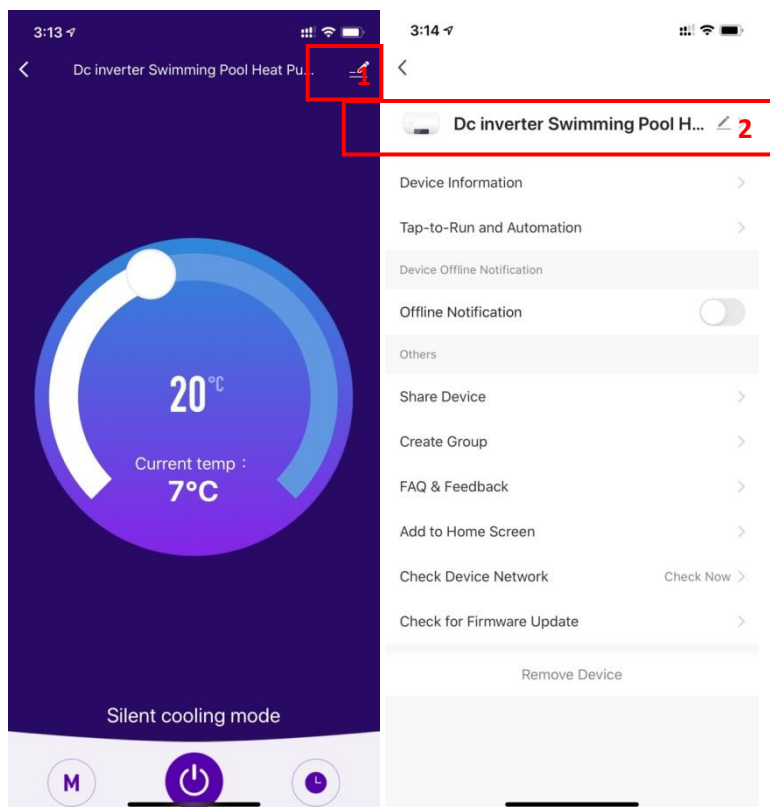 3:13
Dc inverter Swimming Pool Heat Pu...
1
20°C
Current temp :
7°C
Silent cooling mode
M
3:14
Dc inverter Swimming Pool H...
2
Device Information
Tap-to-Run and Automation
Device Offline Notification
Offline Notification
Others
Share Device
Create Group
FAQ & Feedback
Add to Home Screen
Check Device Network Check Now
Check for Firmware Update
Remove Device